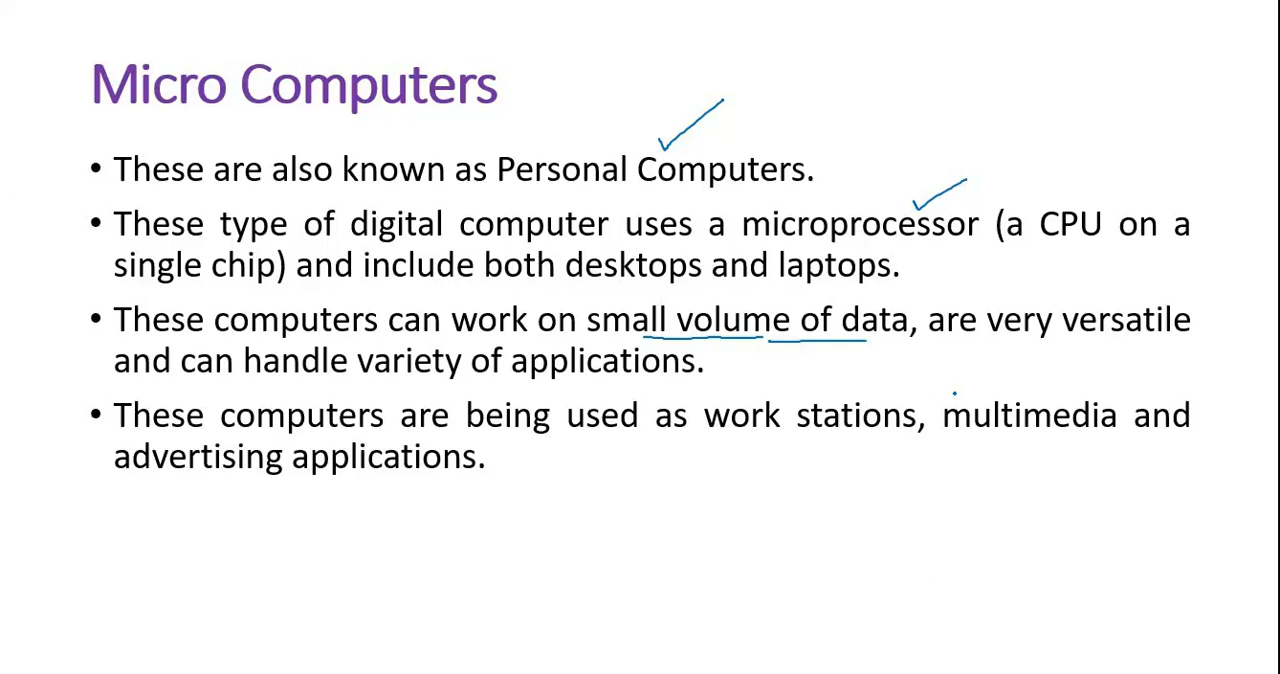 Micro Computers
• These are also known as Personal Computers.
• These type of digital computer uses a microprocessor (a CPU on a
single chip) and include both desktops and laptops.
• These computers can work on small volume of data, are very versatile
and can handle variety of applications.
• These computers are being used as work stations, multimedia and
advertising applications.